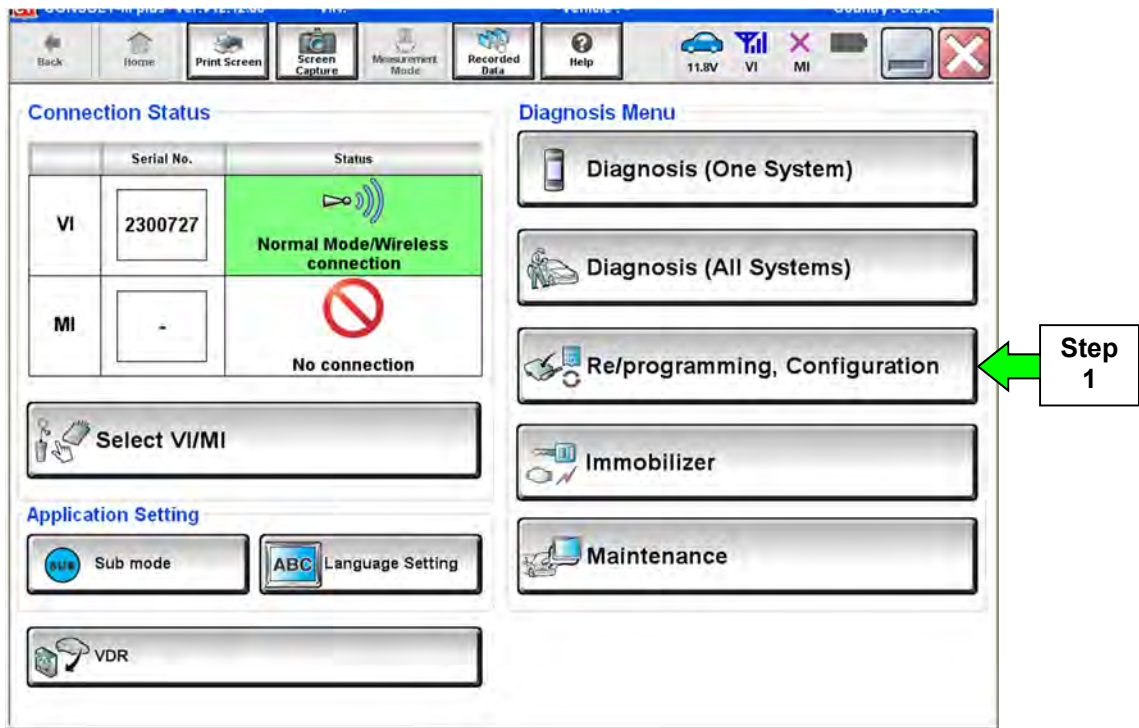 Back
Home
Print Screen
Screen
Capture
Measurement
Mode
Recorded
Data
Help
11.8V
VI
MI
Connection Status
Serial No.
Status
VI
2300727
Normal Mode/Wireless
connection
MI
-
No connection
Select VI/MI
Application Setting
SUB
Sub mode
ABC
Language Setting
VDR
Diagnosis Menu
Diagnosis (One System)
Diagnosis (All Systems)
Re/programming, Configuration
Immobilizer
Maintenance
Step
1